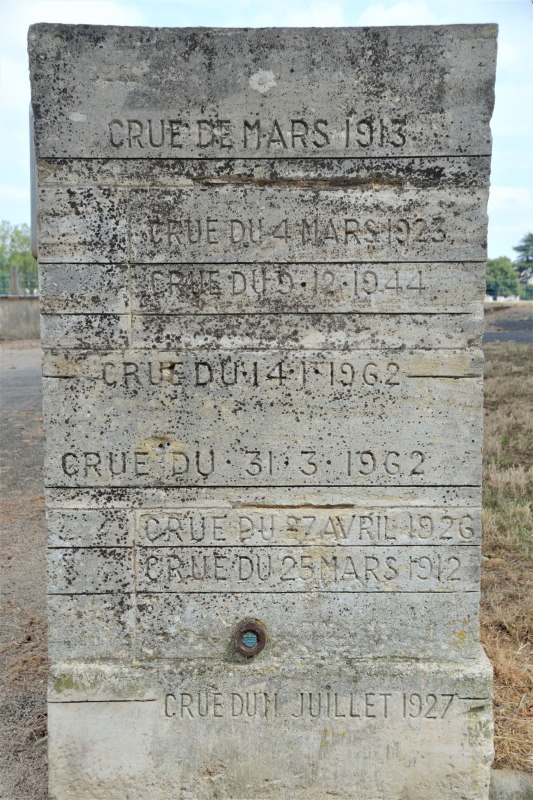 CRUE DE MARS 1913
CRUE DU 4 MARS 1923
CRUE DU 9·12·1944
CRUE DU·14·1·1962
CRUE DU·31·3·1962
CRUE DU 27 AVRIL 1926
CRUE DU 25 MARS 1912
CRUE DU JUILLET 1927